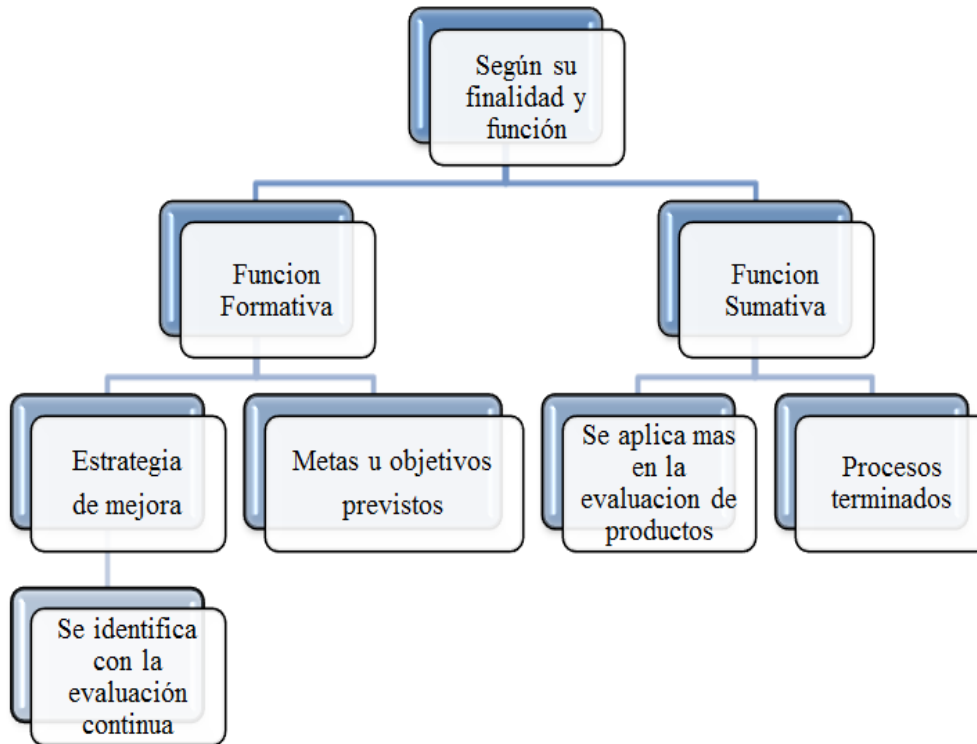 Según su
finalidad y
función
Funcion
Formativa
Funcion
Sumativa
Estrategia
de mejora
Metas u objetivos
previstos
Se aplica mas
en la
evaluacion de
productos
Procesos
terminados
Se identifica
con la
evaluación
continua